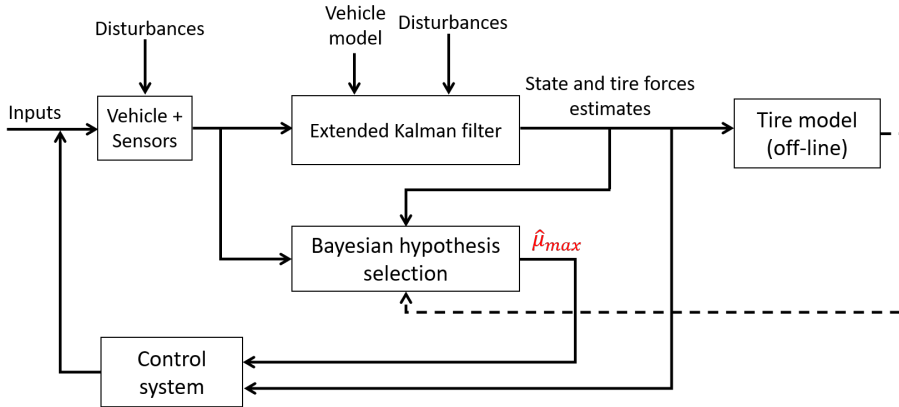 Disturbances
Vehicle
model
Disturbances
Inputs
Vehicle +
Sensors
Extended Kalman filter
State and tire forces
estimates
Tire model
(off-line)
Bayesian hypothesis
selection
μ̂_max
Control
system